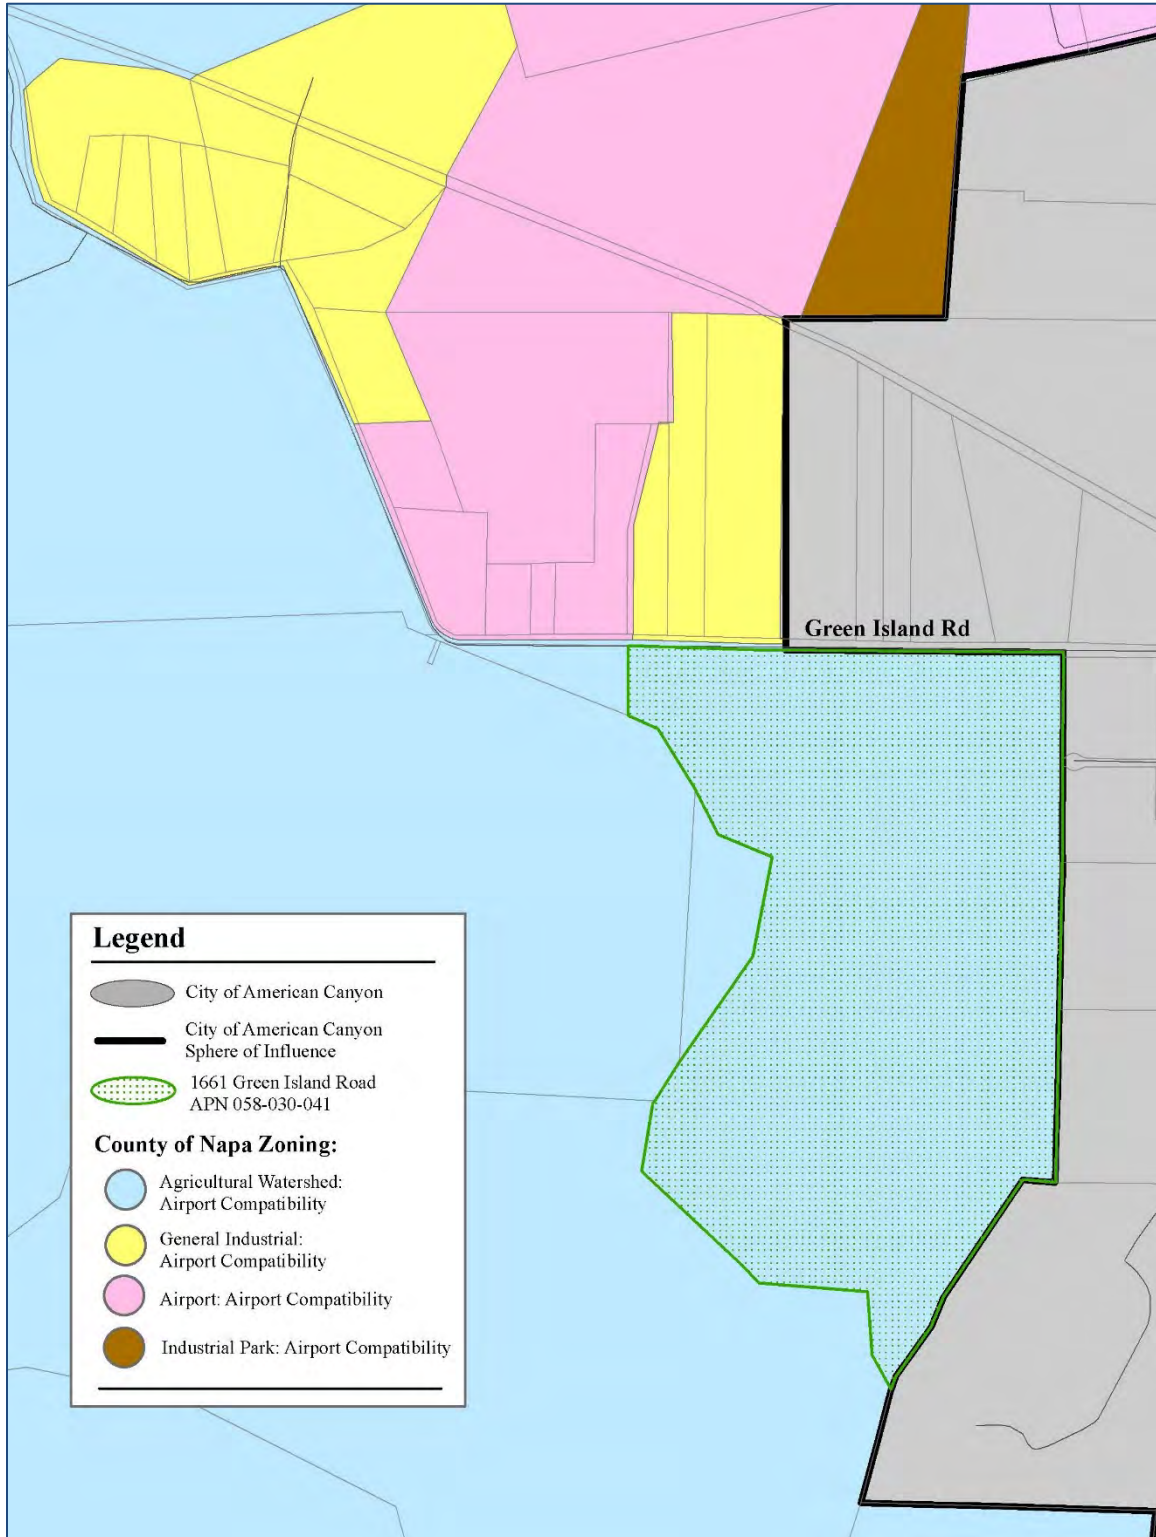 Green Island Rd
Legend
City of American Canyon
City of American Canyon
Sphere of Influence
1661 Green Island Road
APN 058-030-041
County of Napa Zoning:
Agricultural Watershed:
Airport Compatibility
General Industrial:
Airport Compatibility
Airport: Airport Compatibility
Industrial Park: Airport Compatibility